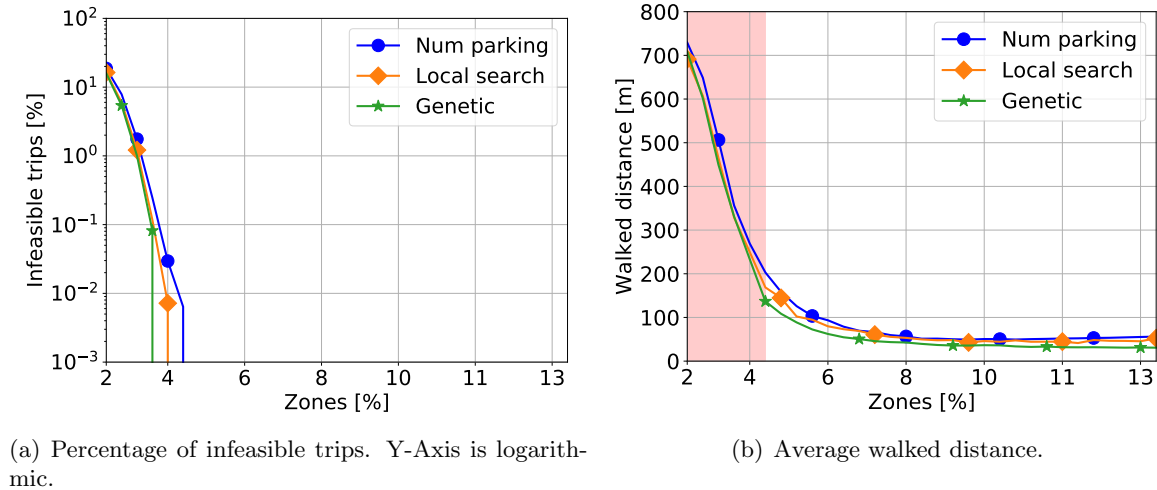 10^2
10^1
10^0
10^-1
10^-2
10^-3
Infeasible trips [%]
2 4 6 8 10 11 13
Zones [%]
Num parking
Local search
Genetic
800
700
600
500
400
300
200
100
0
Walked distance [m]
2 4 6 8 10 11 13
Zones [%]
Num parking
Local search
Genetic
(a) Percentage of infeasible trips. Y-Axis is logarith-
mic.
(b) Average walked distance.